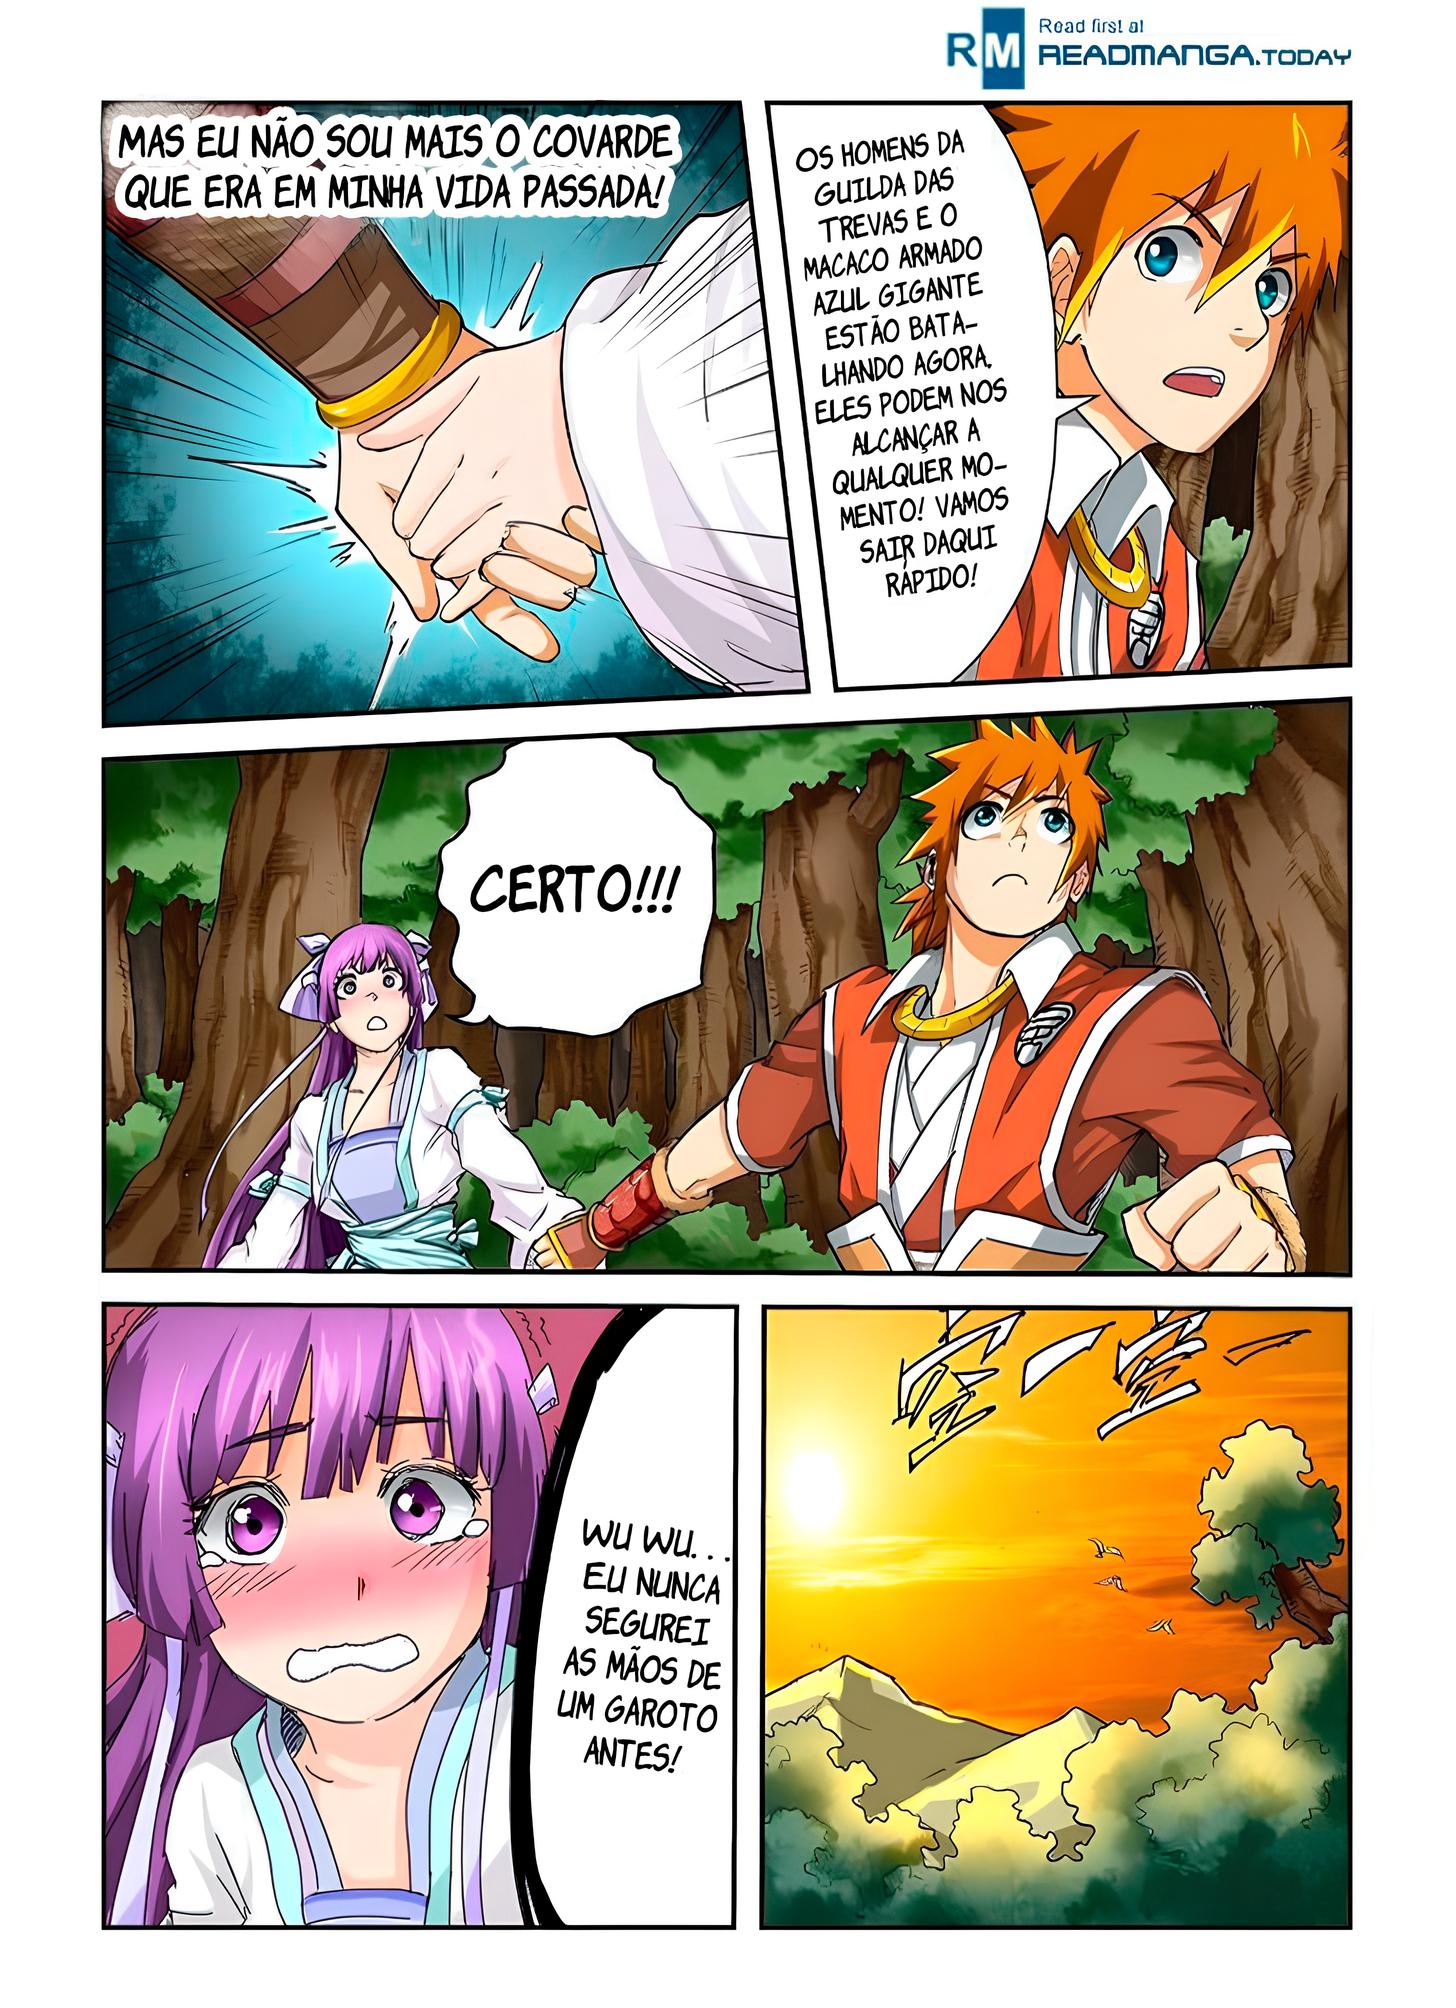 Read first at
RM READMANGA.TODAY
MAS EU NÃO SOU MAIS O COVARDE
QUE ERA EM MINHA VIDA PASSADA!
OS HOMENS DA
GUILDA DAS
TREVAS E O
MACACO ARMADO
AZUL GIGANTE
ESTÃO BATA-
LHANDO AGORA.
ELES PODEM NOS
ALCANÇAR A
QUALQUER MO-
MENTO! VAMOS
SAIR DAQUI
RÁPIDO!
CERTO!!!
WU WU...
EU NUNCA
SEGUREI
AS MÃOS DE
UM GAROTO
ANTES!